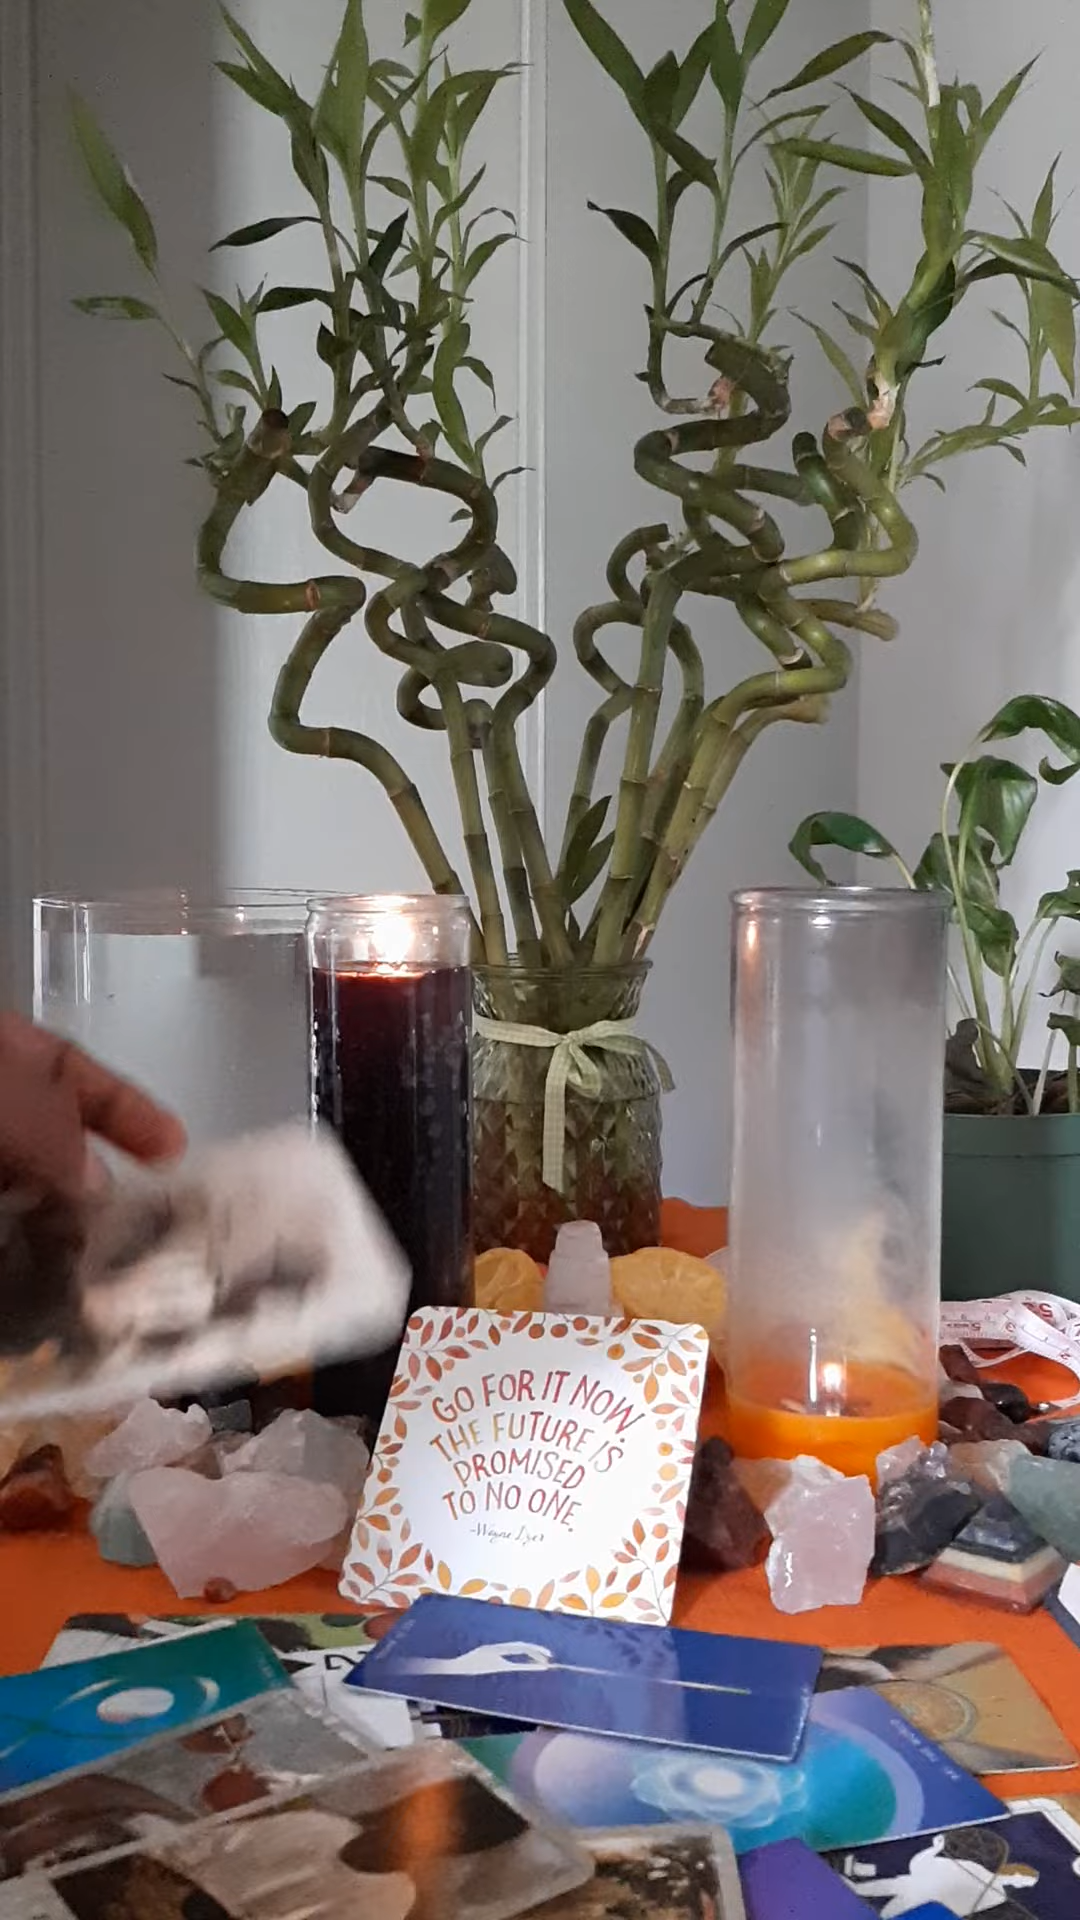 GO FOR IT NOW.
THE FUTURE IS
PROMISED
TO NO ONE.
-Wayne Dyer